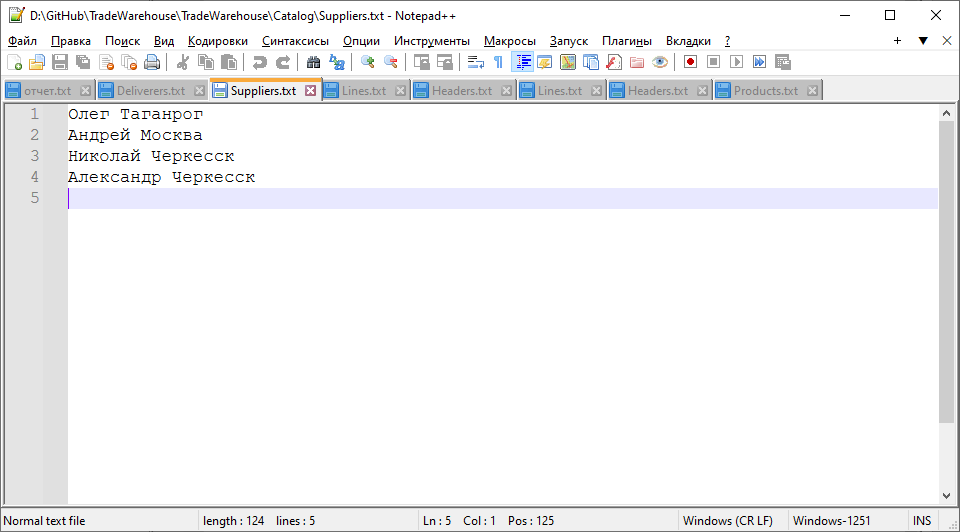 D:\GitHub\TradeWarehouse\TradeWarehouse\Catalog\Suppliers.txt - Notepad++
Файл Правка Поиск Вид Кодировки Синтаксисы Опции Инструменты Макросы Запуск Плагины Вкладки ?
отчет.txt Deliverers.txt Suppliers.txt Lines.txt Headers.txt Lines.txt Headers.txt Products.txt
1 Олег Таганрог
2 Андрей Москва
3 Николай Черкесск
4 Александр Черкесск
5
Normal text file length : 124 lines : 5 Ln : 5 Col : 1 Pos : 125 Windows (CR LF) Windows-1251 INS